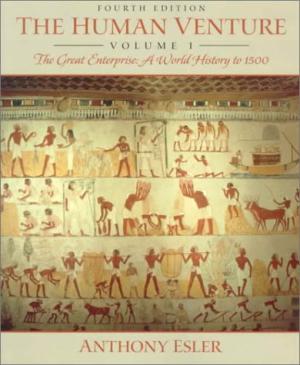 FOURTH EDITION
THE HUMAN VENTURE
VOLUME I
The Great Enterprise: A World History to 1500
ANTHONY ESLER